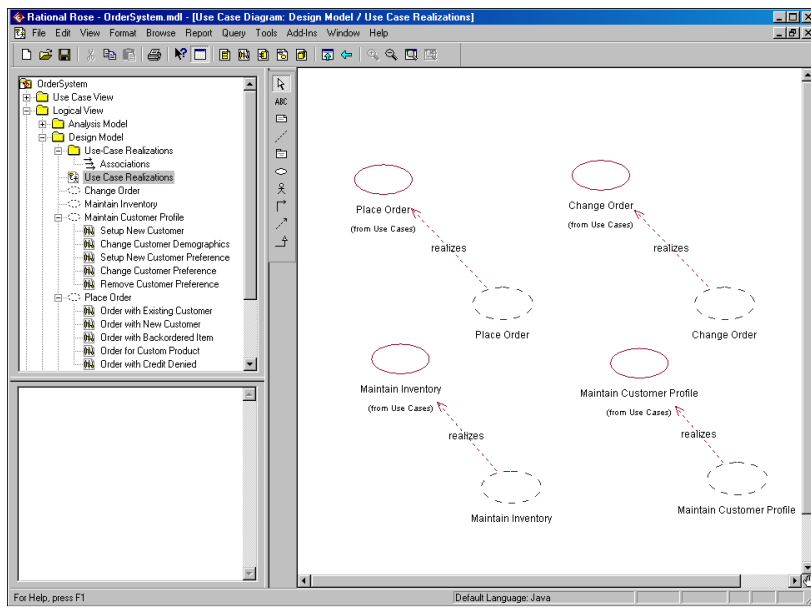 Rational Rose - OrderSystem.mdl - [Use Case Diagram: Design Model / Use Case Realizations]
File Edit View Format Browse Report Query Tools Add-Ins Window Help
OrderSystem
Use Case View
Logical View
Analysis Model
Design Model
Use-Case Realizations
Associations
Use Case Realizations
Change Order
Maintain Inventory
Maintain Customer Profile
Setup New Customer
Change Customer Demographics
Setup New Customer Preference
Change Customer Preference
Remove Customer Preference
Place Order
Order with Existing Customer
Order with New Customer
Order with Backordered Item
Order for Custom Product
Order with Credit Denied
ABC
Place Order
(from Use Cases)
realizes
Place Order
Change Order
(from Use Cases)
realizes
Change Order
Maintain Inventory
(from Use Cases)
realizes
Maintain Inventory
Maintain Customer Profile
(from Use Cases)
realizes
Maintain Customer Profile
For Help, press F1
Default Language: Java